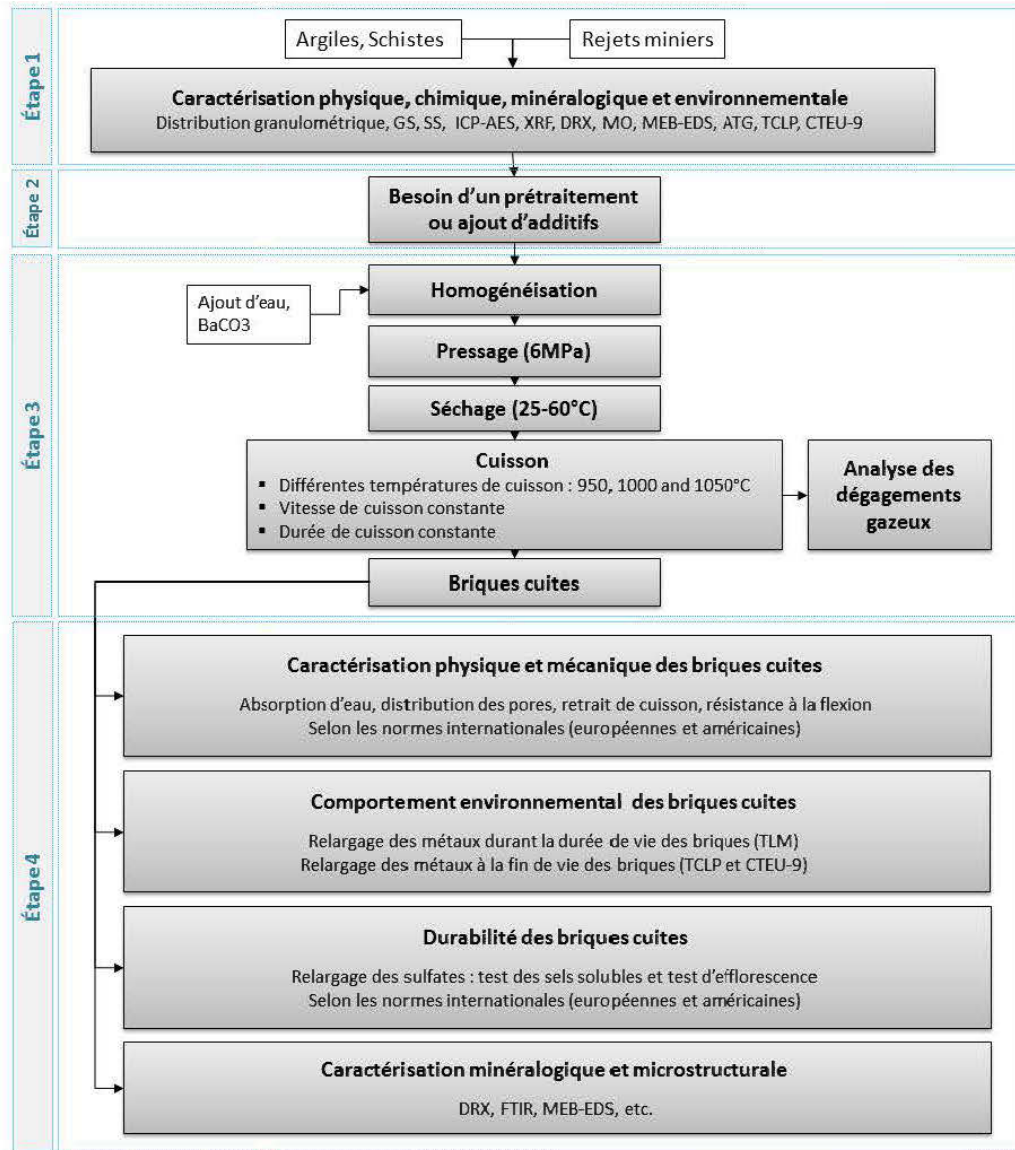 Étape 1
Argiles, Schistes
Rejets miniers
Caractérisation physique, chimique, minéralogique et environnementale
Distribution granulométrique, GS, SS, ICP-AES, XRF, DRX, MO, MEB-EDS, ATG, TCLP, CTEU-9
Étape 2
Besoin d'un prétraitement
ou ajout d'additifs
Étape 3
Homogénéisation
Ajout d'eau,
BaCO3
Pressage (6MPa)
Séchage (25-60°C)
Cuisson
▪ Différentes températures de cuisson : 950, 1000 and 1050°C
▪ Vitesse de cuisson constante
▪ Durée de cuisson constante
Analyse des
dégagements
gazeux
Briques cuites
Étape 4
Caractérisation physique et mécanique des briques cuites
Absorption d'eau, distribution des pores, retrait de cuisson, résistance à la flexion
Selon les normes internationales (européennes et américaines)
Comportement environnemental des briques cuites
Relargage des métaux durant la durée de vie des briques (TLM)
Relargage des métaux à la fin de vie des briques (TCLP et CTEU-9)
Durabilité des briques cuites
Relargage des sulfates : test des sels solubles et test d'efflorescence
Selon les normes internationales (européennes et américaines)
Caractérisation minéralogique et microstructurale
DRX, FTIR, MEB-EDS, etc.